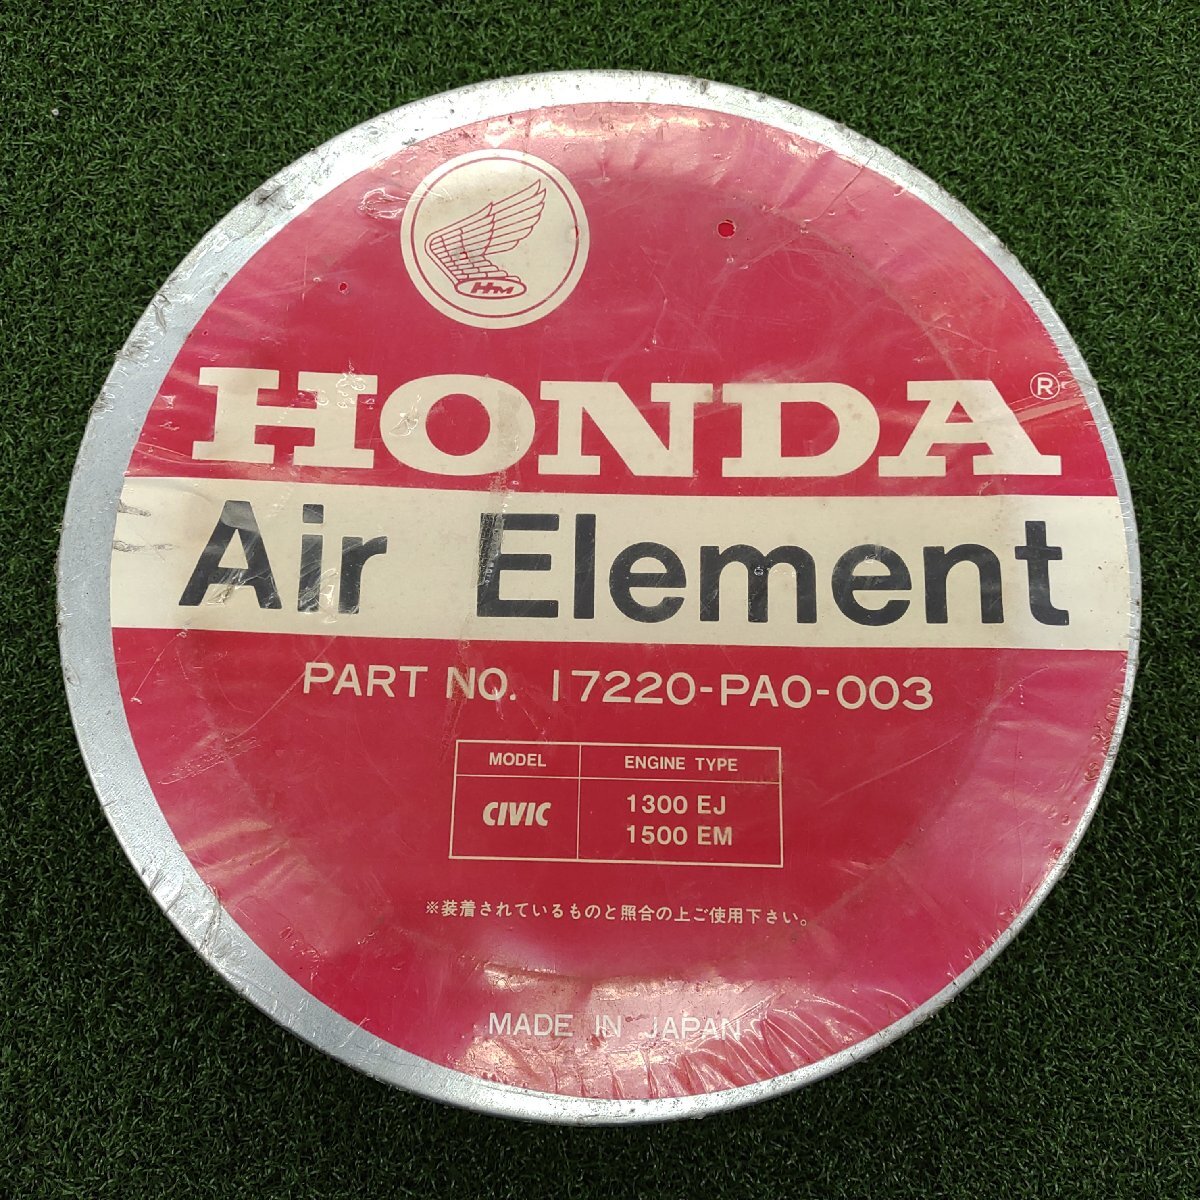 HM
HONDA®
Air Element
PART NO. 17220-PA0-003
MODEL ENGINE TYPE
CIVIC 1300 EJ
1500 EM
※装着されているものと照合の上ご使用下さい。
MADE IN JAPAN